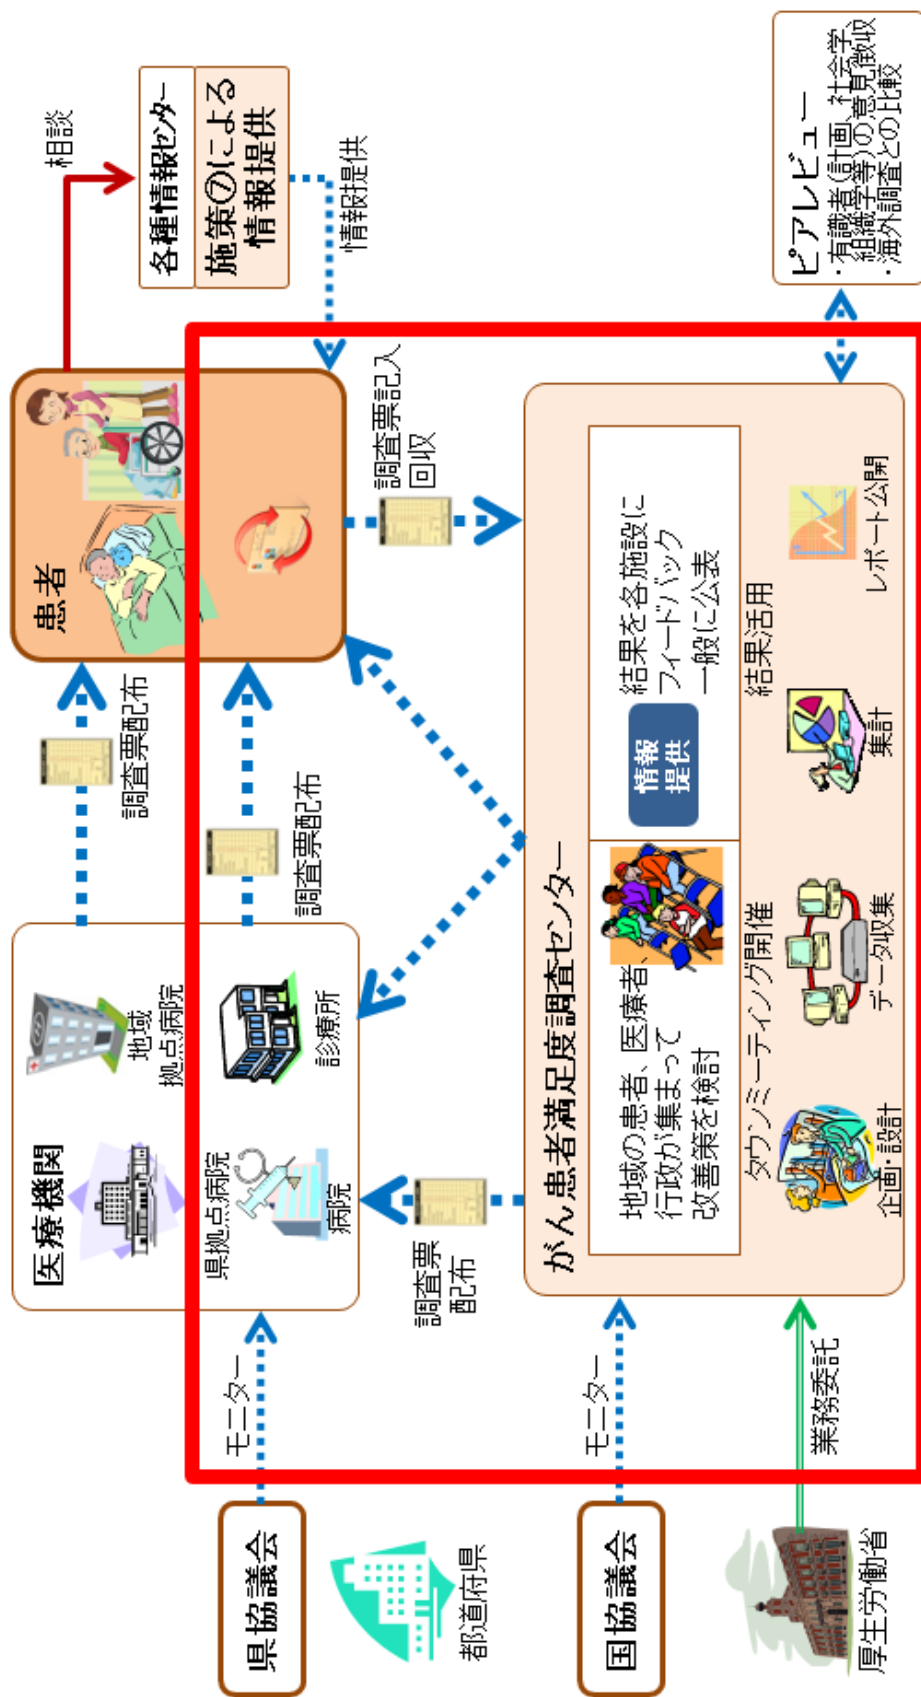 県協議会
都道府県
モニター
医療機関
県拠点病院
病院
地域
拠点病院
診療所
調査票配布
調査票配布
患者
相談
各種情報センター
施策⑦による
情報提供
情報提供
調査票
配布
調査票記入
回収
国協議会
モニター
厚生労働省
業務委託
がん患者満足度調査センター
地域の患者、医療者、
行政が集まって
改善策を検討
情報
提供
結果を各施設に
フィードバック
一般に公表
タウンミーティング開催
結果活用
企画・設計
データ収集
集計
レポート公開
ピアレビュー
・有識者(計画、社会学、
組織学等)の意見徴収
・海外調査との比較